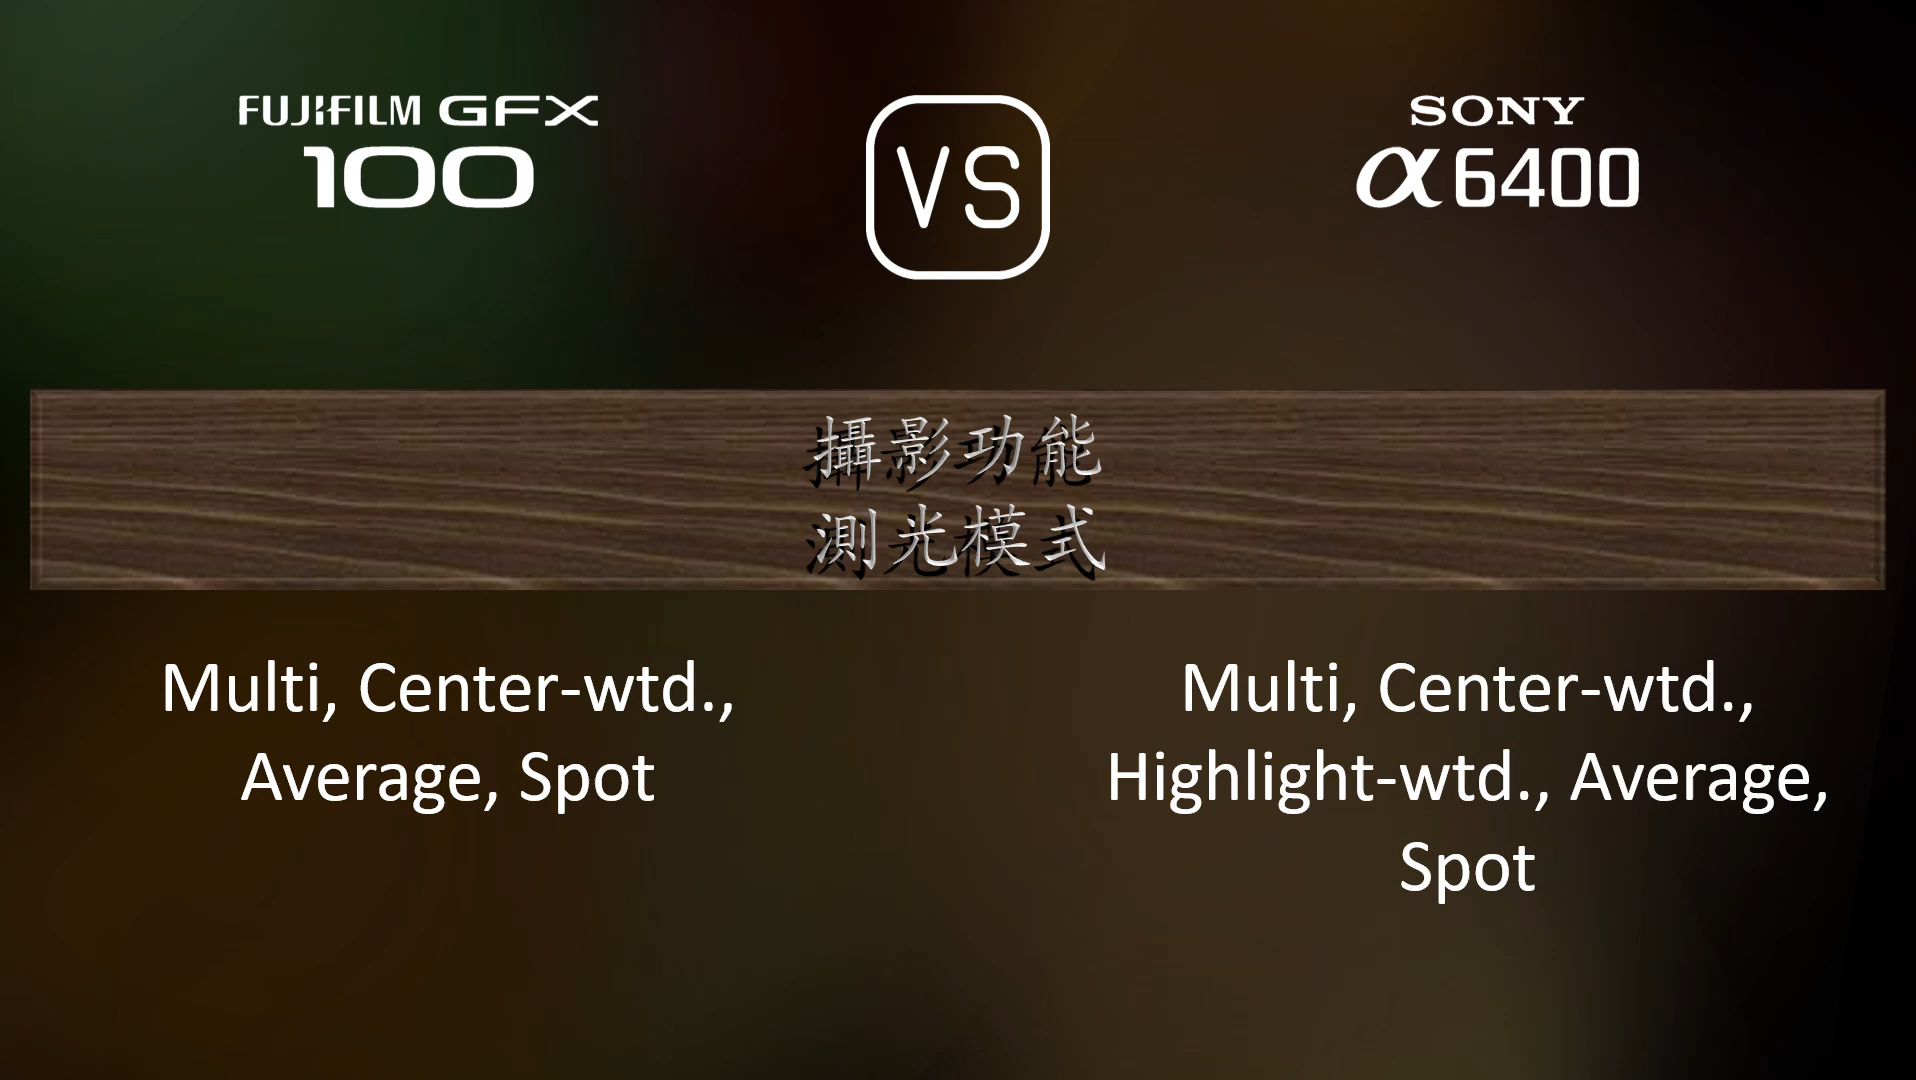 FUJIFILM GFX
100
VS
SONY
α6400
攝影功能
測光模式
Multi, Center-wtd.,
Average, Spot
Multi, Center-wtd.,
Highlight-wtd., Average,
Spot